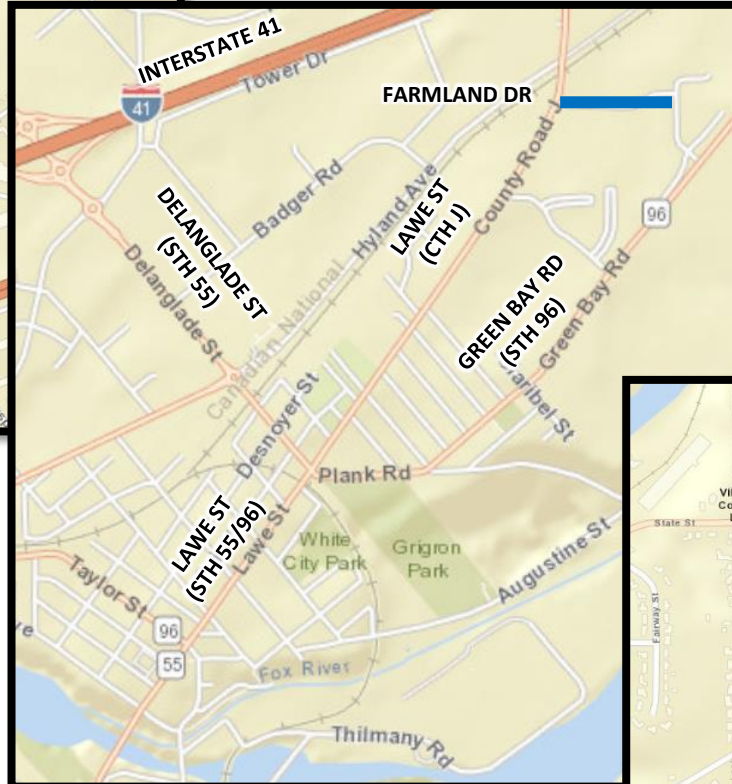 INTERSTATE 41
41
Tower Dr
FARMLAND DR
County Road J
96
DELANGLADE ST
(STH 55)
Badger Rd
Hyland Ave
LAWE ST
(CTH J)
Delanglade St
Canadian National
GREEN BAY RD
(STH 96)
Green Bay Rd
Maribel St
Desnoyer St
Plank Rd
LAWE ST
(STH 55/96)
Lawe St
White
City Park
Grigron
Park
Augustine St
Taylor St
96
55
Fox River
Thilmany Rd
State St
Fairway St